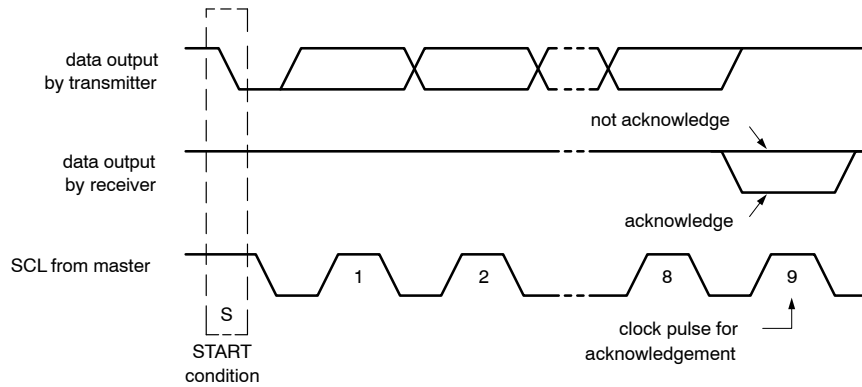 data output
by transmitter
not acknowledge
data output
by receiver
acknowledge
SCL from master
1
2
8
9
S
START
condition
clock pulse for
acknowledgement